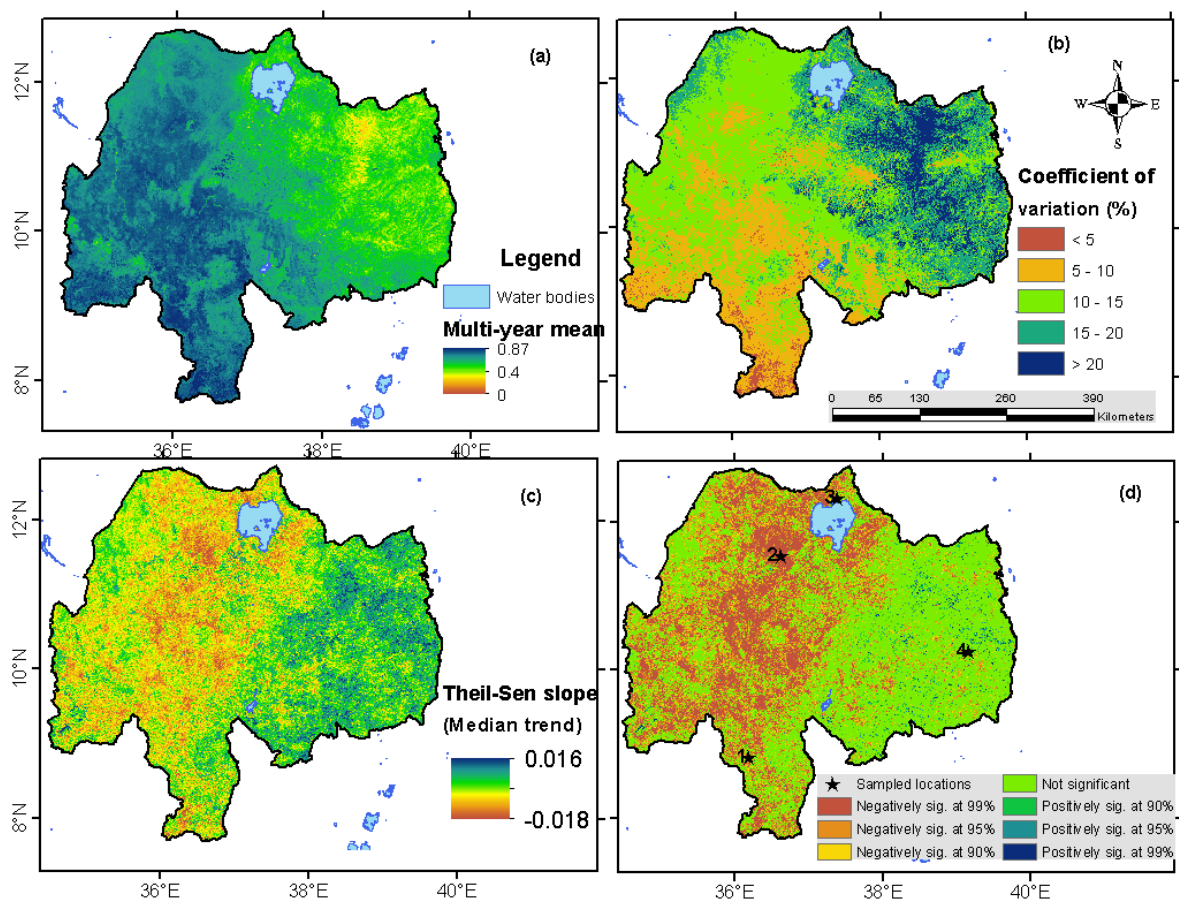 (a)
12°N
10°N
8°N
Legend
Water bodies
Multi-year mean
0.87
0.4
0
36°E
38°E
40°E
(b)
N
W
E
S
Coefficient of
variation (%)
< 5
5 - 10
10 - 15
15 - 20
> 20
0 65 130 260 390
Kilometers
(c)
12°N
10°N
8°N
Theil-Sen slope
(Median trend)
0.016
-0.018
36°E
38°E
40°E
(d)
3
2
4
1
Sampled locations
Negatively sig. at 99%
Negatively sig. at 95%
Negatively sig. at 90%
Not significant
Positively sig. at 90%
Positively sig. at 95%
Positively sig. at 99%
36°E
38°E
40°E